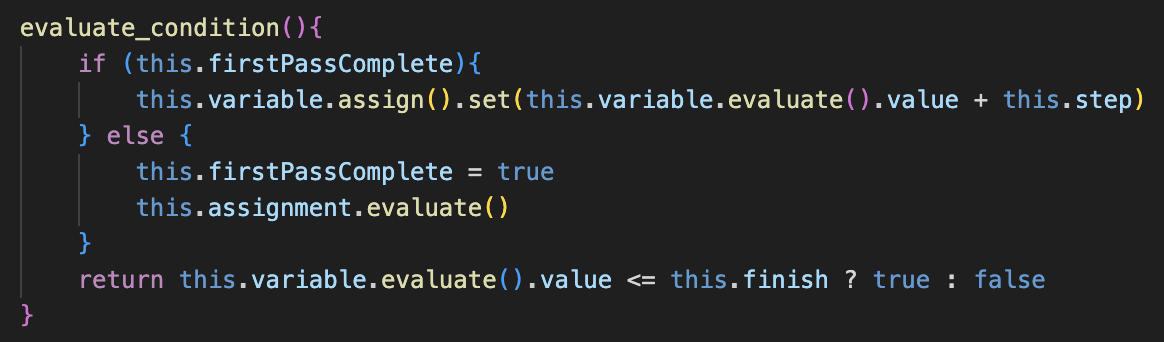 evaluate_condition(){
    if (this.firstPassComplete){
        this.variable.assign().set(this.variable.evaluate().value + this.step)
    } else {
        this.firstPassComplete = true
        this.assignment.evaluate()
    }
    return this.variable.evaluate().value <= this.finish ? true : false
}